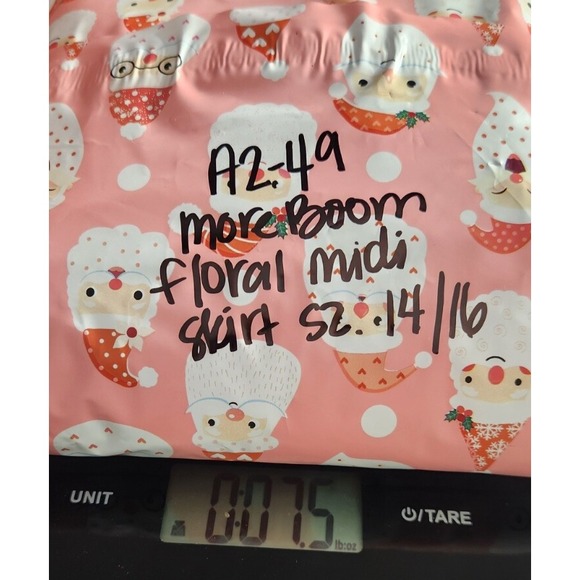 A2-49
more Boom
floral midi
skirt sz 14/16
UNIT
0:07.5
lb:oz
/TARE